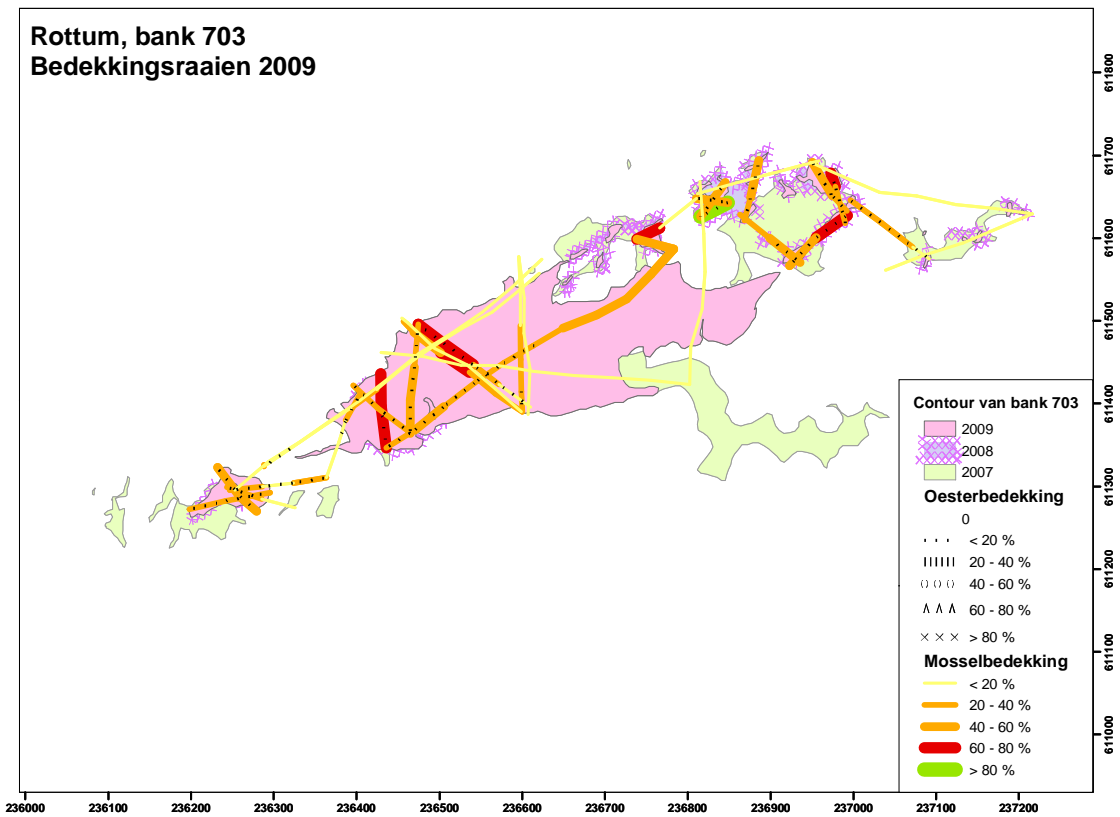 Rottum, bank 703
Bedekkingsraaien 2009
611800
611700
611600
611500
611400
611300
611200
611100
611000
Contour van bank 703
2009
2008
2007
Oesterbedekking
0
< 20 %
20 - 40 %
40 - 60 %
60 - 80 %
> 80 %
Mosselbedekking
< 20 %
20 - 40 %
40 - 60 %
60 - 80 %
> 80 %
236000 236100 236200 236300 236400 236500 236600 236700 236800 236900 237000 237100 237200